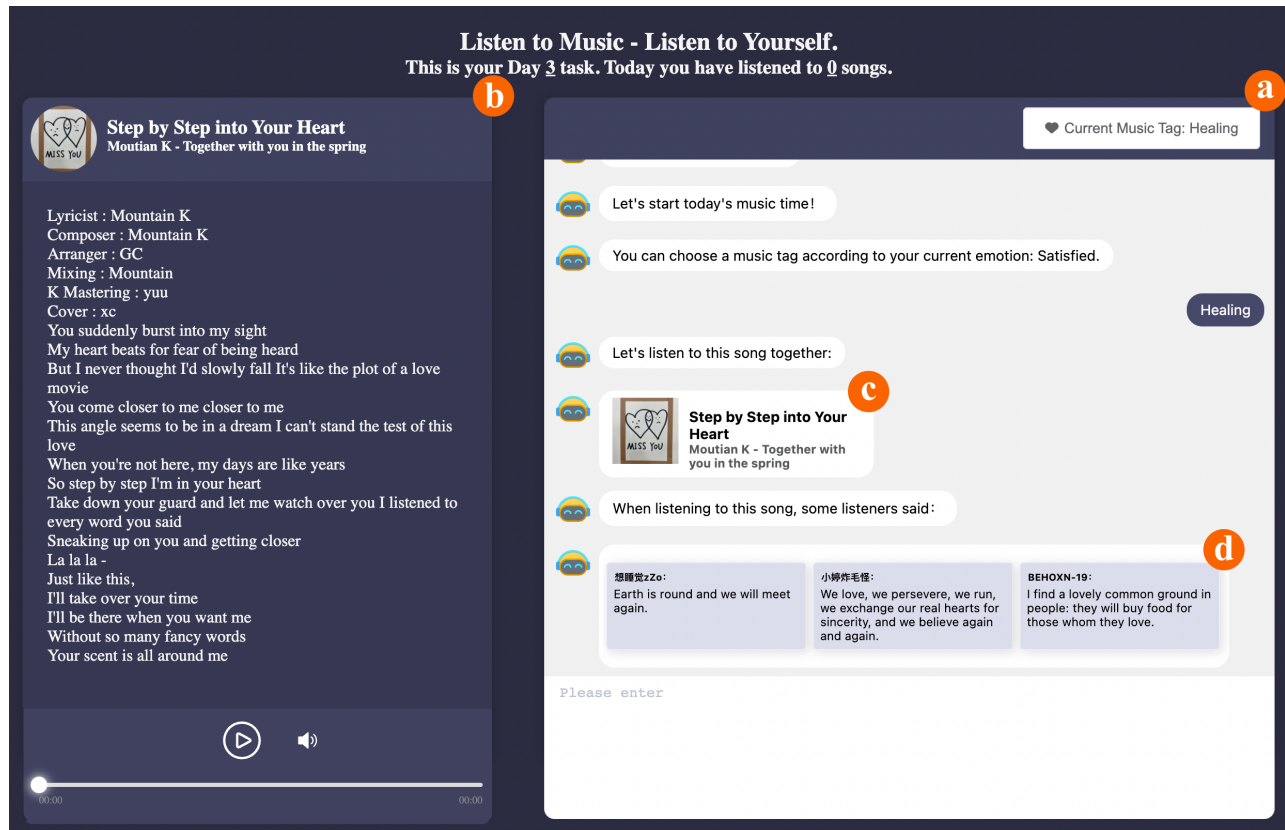 Listen to Music - Listen to Yourself.
This is your Day 3 task. Today you have listened to 0 songs.
b
a
MISS YOU
Step by Step into Your Heart
Moutian K - Together with you in the spring
Lyricist : Mountain K
Composer : Mountain K
Arranger : GC
Mixing : Mountain
K Mastering : yuu
Cover : xc
You suddenly burst into my sight
My heart beats for fear of being heard
But I never thought I'd slowly fall It's like the plot of a love
movie
You come closer to me closer to me
This angle seems to be in a dream I can't stand the test of this
love
When you're not here, my days are like years
So step by step I'm in your heart
Take down your guard and let me watch over you I listened to
every word you said
Sneaking up on you and getting closer
La la la -
Just like this,
I'll take over your time
I'll be there when you want me
Without so many fancy words
Your scent is all around me
00:00
00:00
Current Music Tag: Healing
Let's start today's music time!
You can choose a music tag according to your current emotion: Satisfied.
Healing
Let's listen to this song together:
c
MISS YOU
Step by Step into Your
Heart
Moutian K - Together with
you in the spring
When listening to this song, some listeners said:
d
想睡觉zZo:
Earth is round and we will meet
again.
小婷炸毛怪:
We love, we persevere, we run,
we exchange our real hearts for
sincerity, and we believe again
and again.
BEHOXN-19:
I find a lovely common ground in
people: they will buy food for
those whom they love.
Please enter